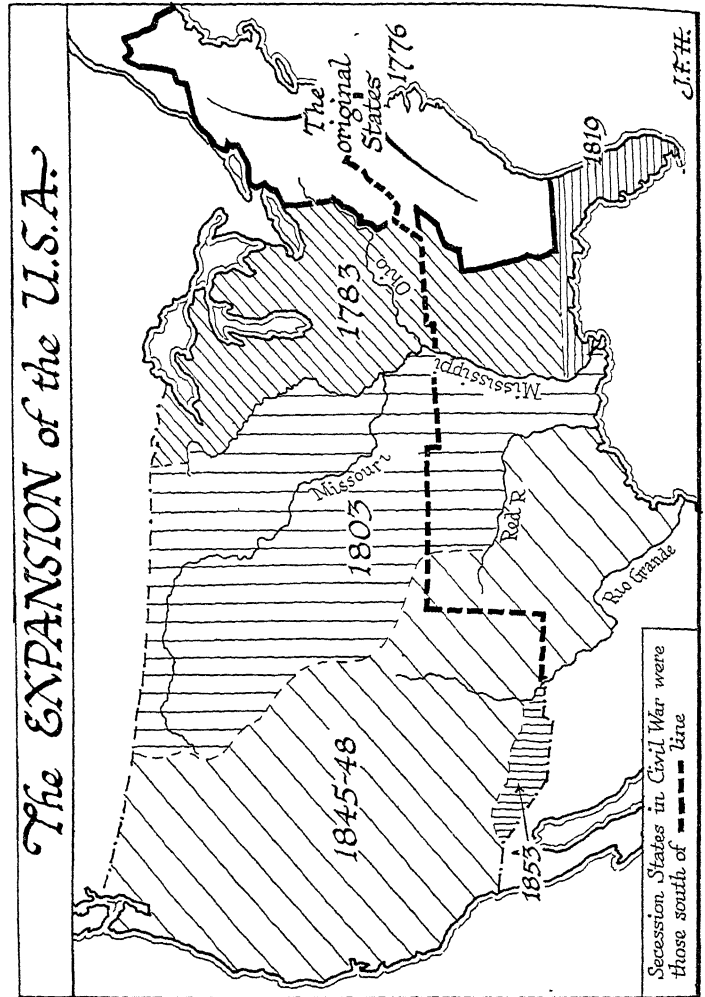 The EXPANSION of the U.S.A.
The
original
States
1776
1783
Ohio
1819
Mississippi
Missouri
1803
Red R
Rio Grande
1845-48
1853
Secession States in Civil War were
those south of line
J.F.H.